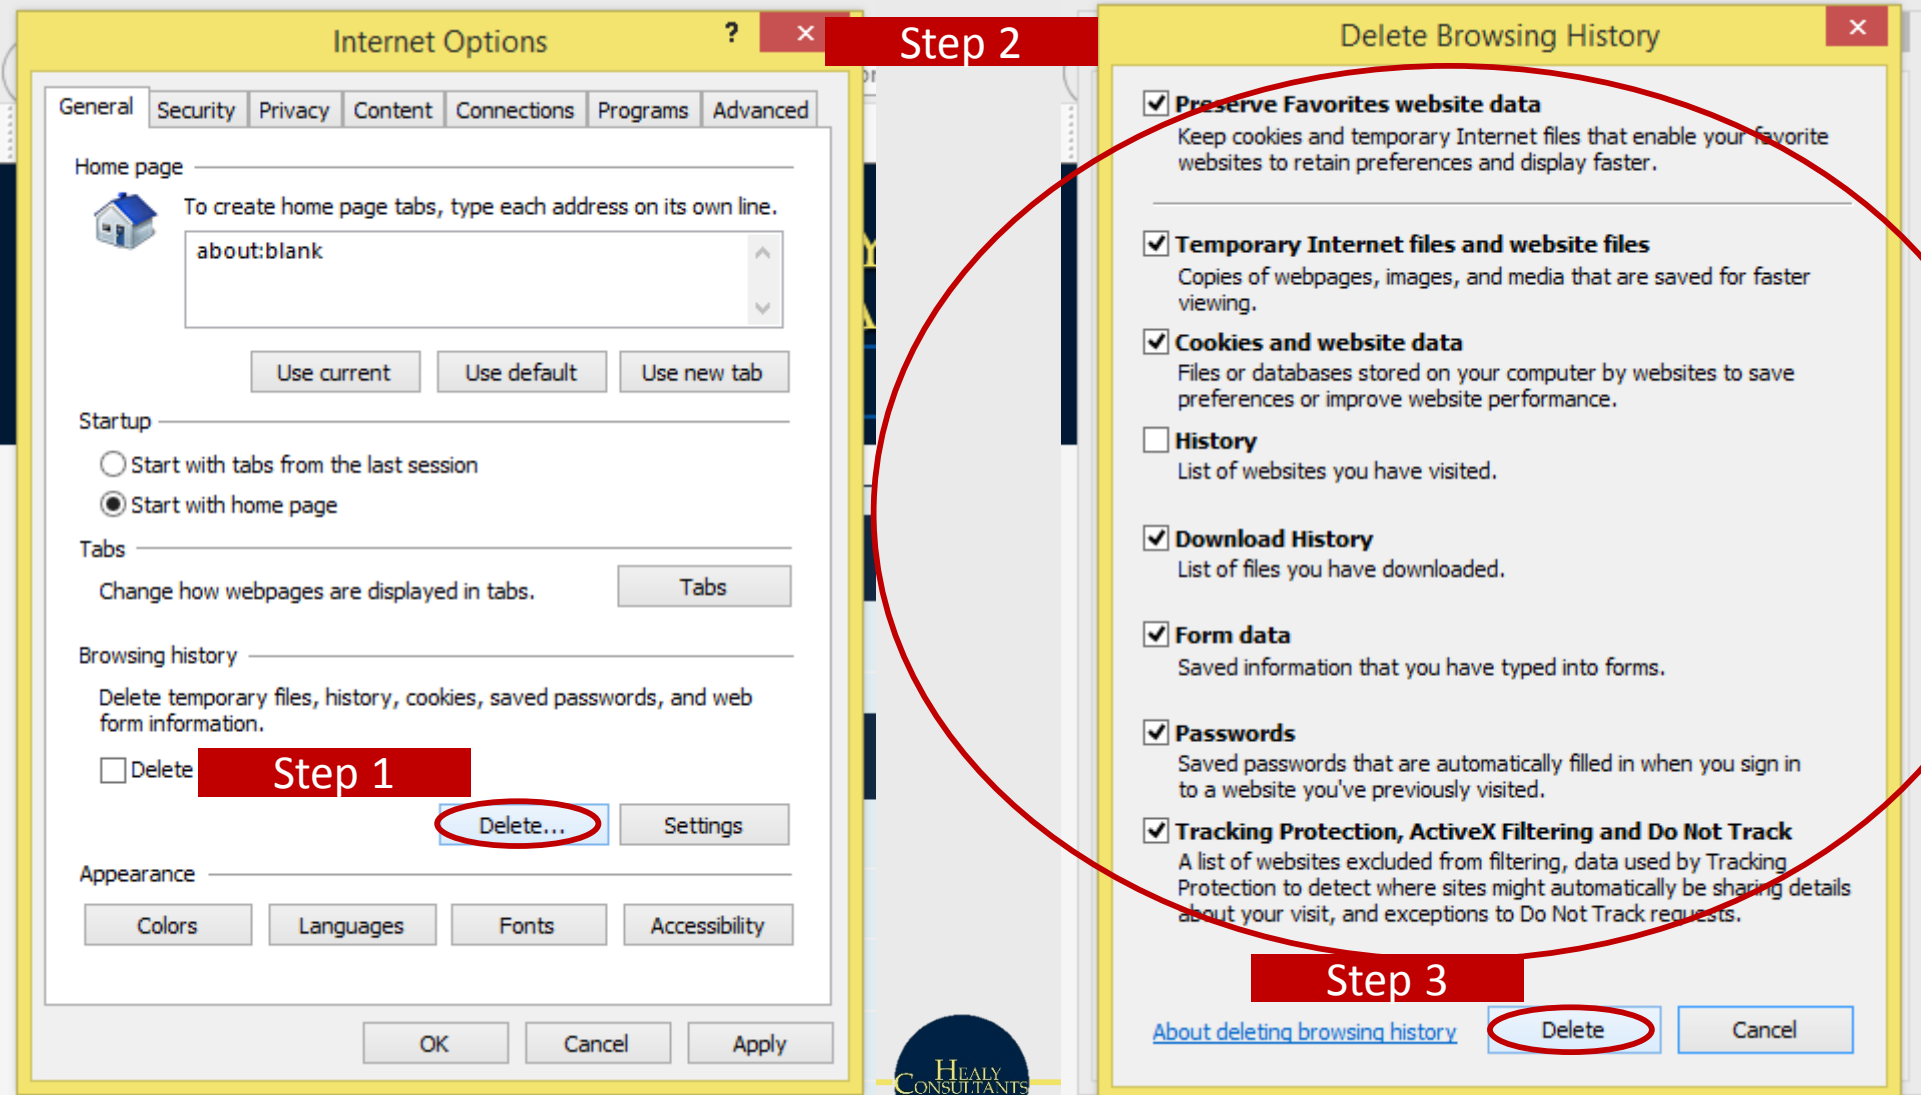 Internet Options
?
General Security Privacy Content Connections Programs Advanced
Home page
To create home page tabs, type each address on its own line.
about:blank
Use current Use default Use new tab
Startup
Start with tabs from the last session
Start with home page
Tabs
Change how webpages are displayed in tabs.
Tabs
Browsing history
Delete temporary files, history, cookies, saved passwords, and web
form information.
Delete
Step 1
Delete... Settings
Appearance
Colors Languages Fonts Accessibility
OK Cancel Apply
Step 2
HEALY
CONSULTANTS
Delete Browsing History
Preserve Favorites website data
Keep cookies and temporary Internet files that enable your favorite
websites to retain preferences and display faster.
Temporary Internet files and website files
Copies of webpages, images, and media that are saved for faster
viewing.
Cookies and website data
Files or databases stored on your computer by websites to save
preferences or improve website performance.
History
List of websites you have visited.
Download History
List of files you have downloaded.
Form data
Saved information that you have typed into forms.
Passwords
Saved passwords that are automatically filled in when you sign in
to a website you've previously visited.
Tracking Protection, ActiveX Filtering and Do Not Track
A list of websites excluded from filtering, data used by Tracking
Protection to detect where sites might automatically be sharing details
about your visit, and exceptions to Do Not Track requests.
Step 3
About deleting browsing history Delete Cancel